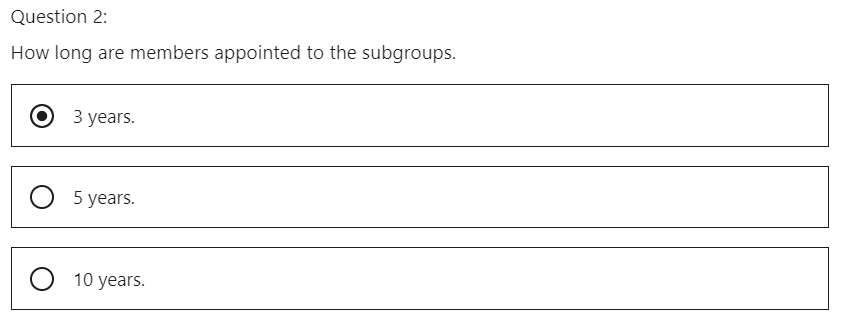 Question 2:
How long are members appointed to the subgroups.
3 years.
5 years.
10 years.